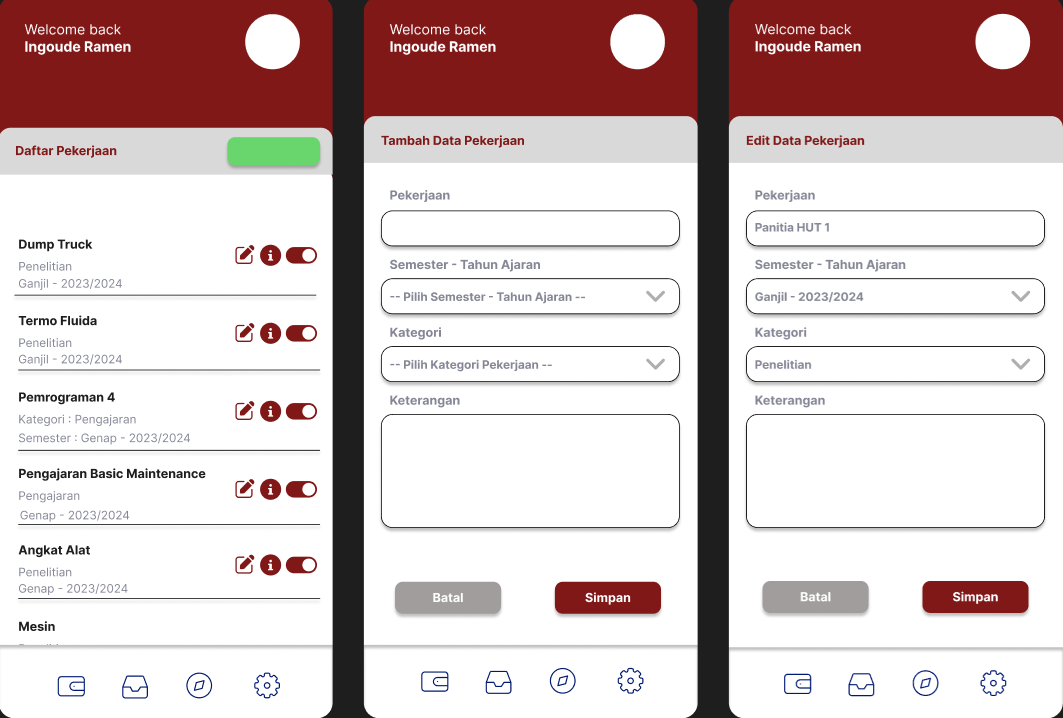 Welcome back
Ingoude Ramen
Daftar Pekerjaan
Dump Truck
Penelitian
Ganjil - 2023/2024
Termo Fluida
Penelitian
Ganjil - 2023/2024
Pemrograman 4
Kategori : Pengajaran
Semester : Genap - 2023/2024
Pengajaran Basic Maintenance
Pengajaran
Genap - 2023/2024
Angkat Alat
Penelitian
Genap - 2023/2024
Mesin
Welcome back
Ingoude Ramen
Tambah Data Pekerjaan
Pekerjaan
Semester - Tahun Ajaran
-- Pilih Semester - Tahun Ajaran --
Kategori
-- Pilih Kategori Pekerjaan --
Keterangan
Batal
Simpan
Welcome back
Ingoude Ramen
Edit Data Pekerjaan
Pekerjaan
Panitia HUT 1
Semester - Tahun Ajaran
Ganjil - 2023/2024
Kategori
Penelitian
Keterangan
Batal
Simpan